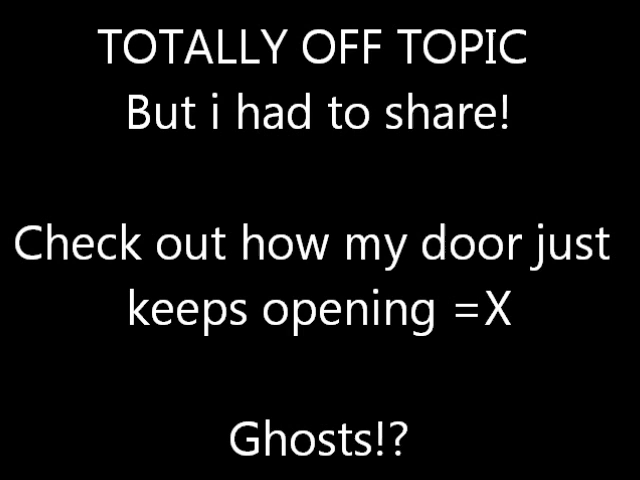 TOTALLY OFF TOPIC
But i had to share!
Check out how my door just
keeps opening =X
Ghosts!?